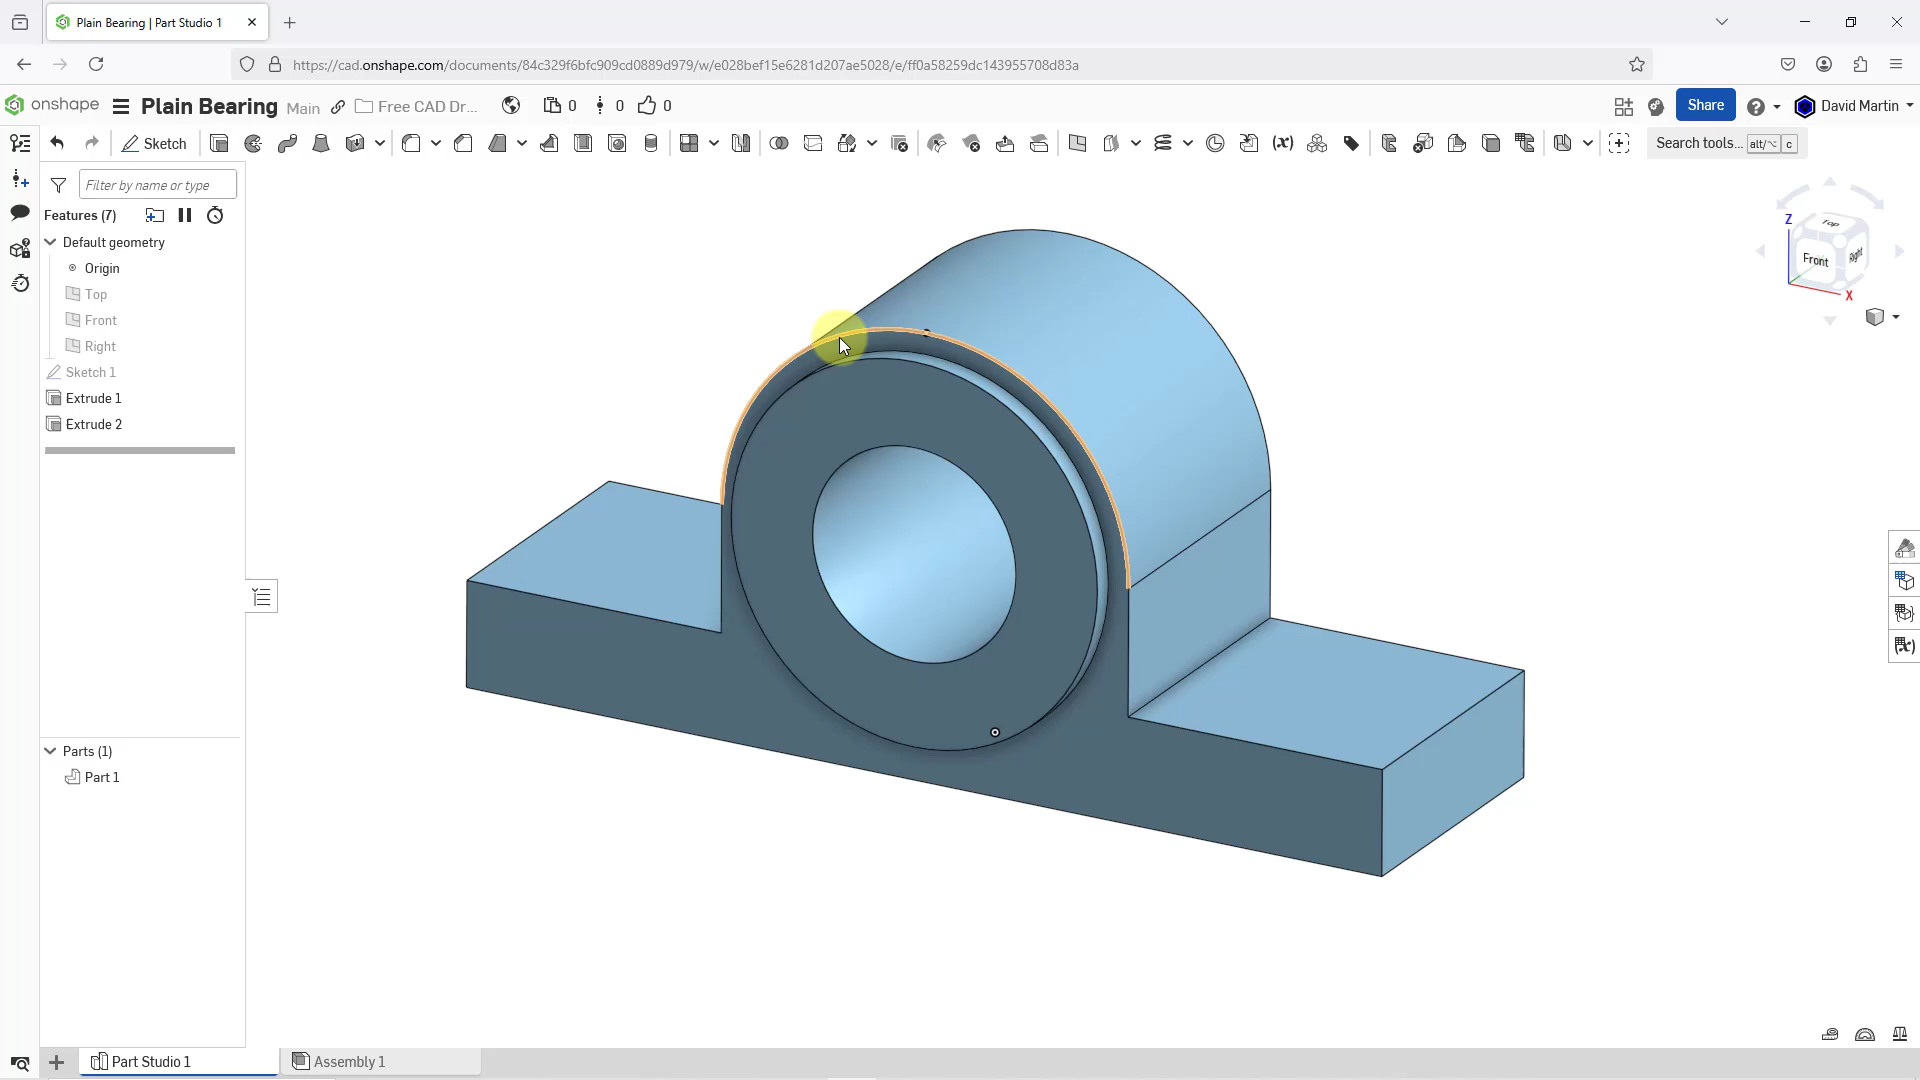 Plain Bearing | Part Studio 1
https://cad.onshape.com/documents/84c329f6bfc909cd0889d979/w/e028bef15e6281d207ae5028/e/ff0a58259dc143955708d83a
onshape Plain Bearing Main Free CAD Dr... 0 0 0 Share David Martin
Sketch Search tools... alt/⌥ c
Filter by name or type
Features (7)
Default geometry
Origin
Top
Front
Right
Sketch 1
Extrude 1
Extrude 2
Z
Top
Front
Right
X
Parts (1)
Part 1
Part Studio 1
Assembly 1